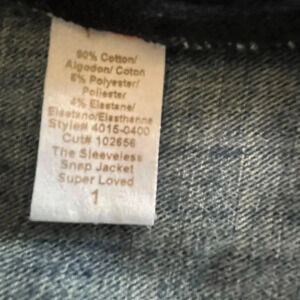 90% Cotton/
Algodon/ Coton
6% Polyester/
Poliester
4% Elastane/
Elastano/Elasthanne
Style# 4015-0400
Cut# 102656
The Sleeveless
Snap Jacket
Super Loved
1